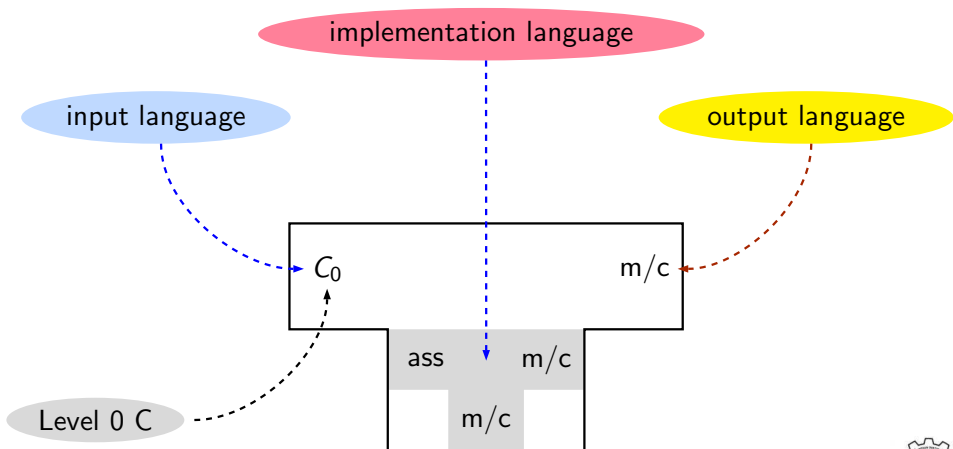 implementation language
input language
output language
C₀
m/c
ass
m/c
Level 0 C
m/c